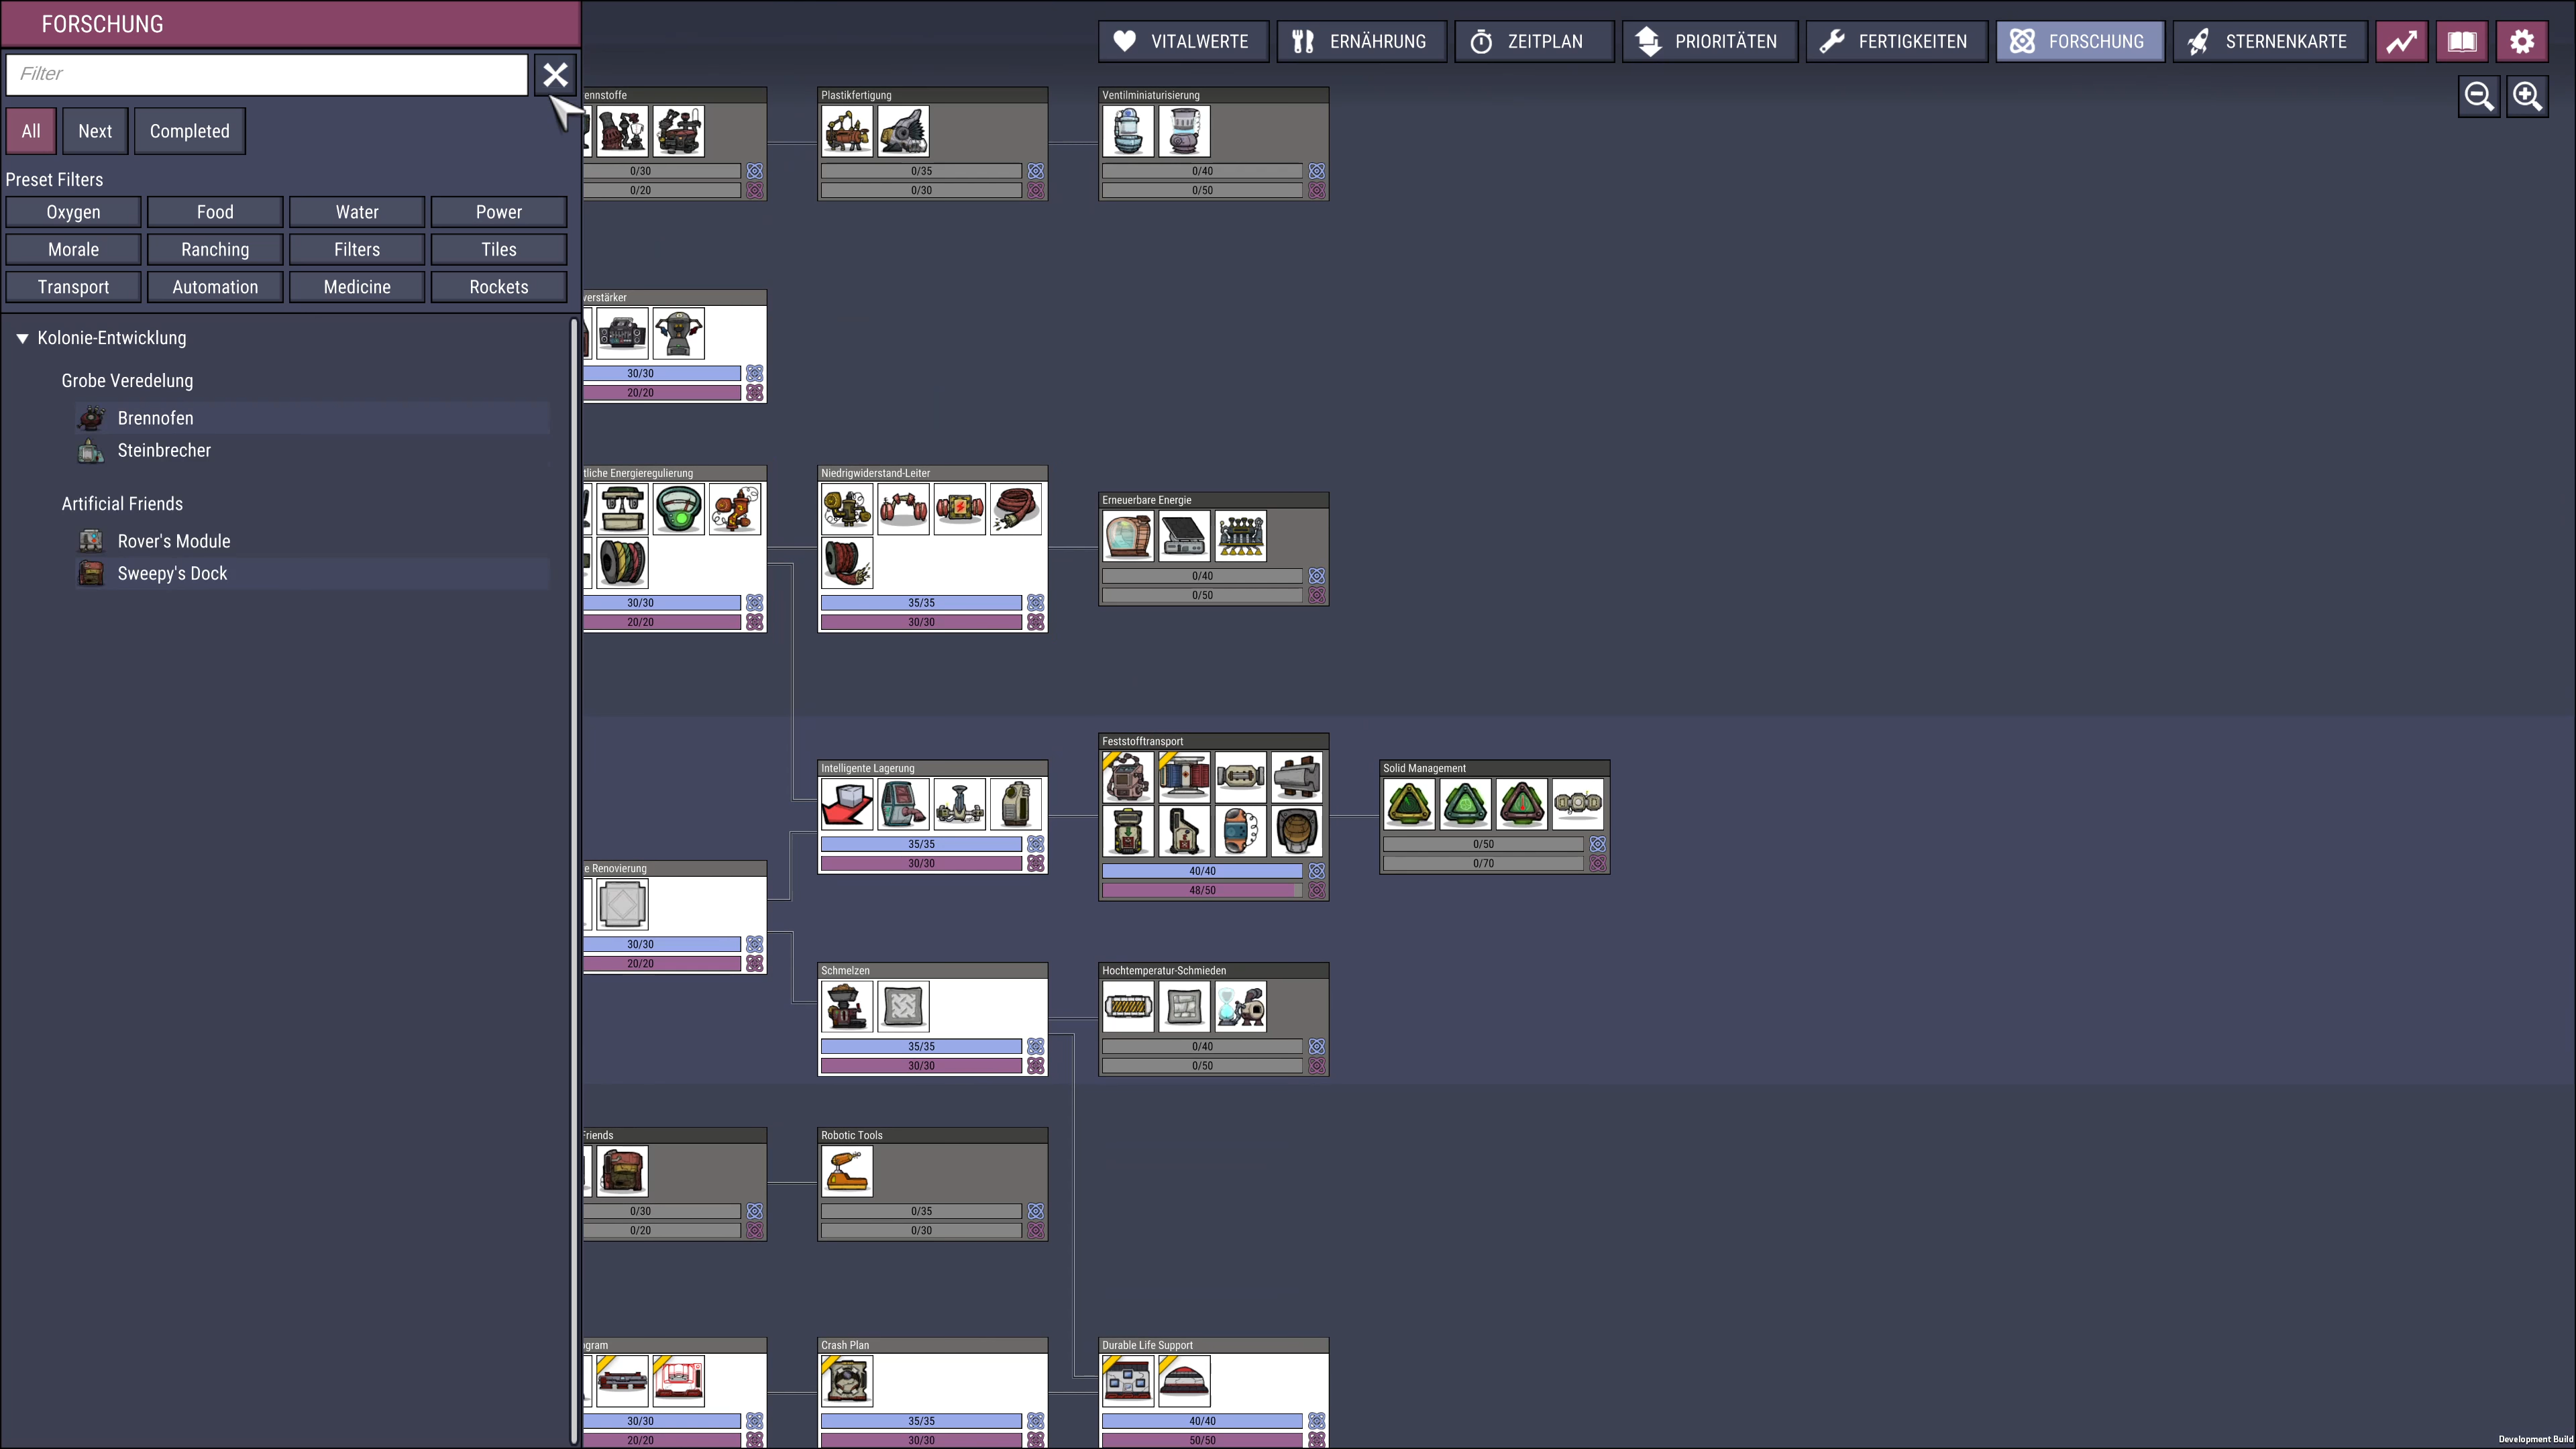 FORSCHUNG
Filter
All
Next
Completed
Preset Filters
Oxygen
Food
Water
Power
Morale
Ranching
Filters
Tiles
Transport
Automation
Medicine
Rockets
Kolonie-Entwicklung
Grobe Veredelung
Brennofen
Steinbrecher
Artificial Friends
Rover's Module
Sweepy's Dock
VITALWERTE
ERNÄHRUNG
ZEITPLAN
PRIORITÄTEN
FERTIGKEITEN
FORSCHUNG
STERNENKARTE
ennstoffe
0/30
0/20
Plastikfertigung
0/35
0/30
Ventilminiaturisierung
0/40
0/50
verstärker
30/30
20/20
tliche Energieregulierung
30/30
20/20
Niedrigwiderstand-Leiter
35/35
30/30
Erneuerbare Energie
0/40
0/50
Intelligente Lagerung
35/35
30/30
Feststofftransport
40/40
48/50
Solid Management
0/50
0/70
e Renovierung
30/30
20/20
Schmelzen
35/35
30/30
Hochtemperatur-Schmieden
0/40
0/50
Friends
0/30
0/20
Robotic Tools
0/35
0/30
gram
30/30
20/20
Crash Plan
35/35
30/30
Durable Life Support
40/40
50/50
Development Build